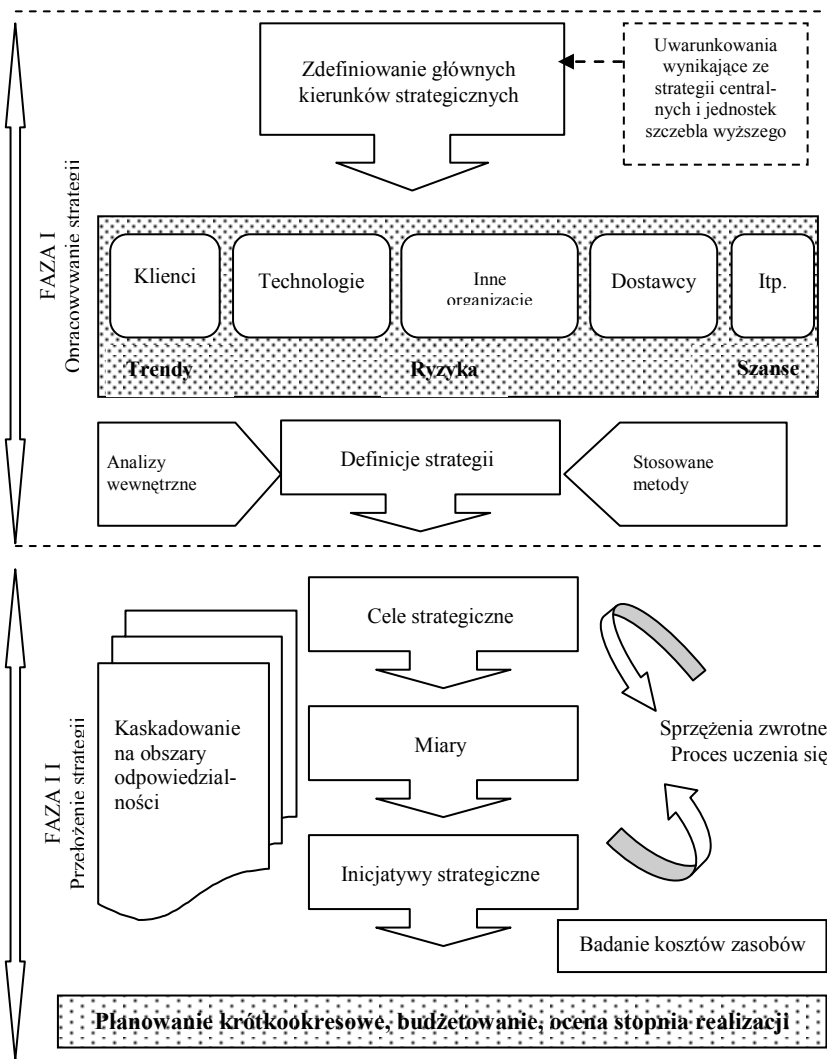 Zdefiniowanie głównych
kierunków strategicznych
Uwarunkowania
wynikające ze
strategii central-
nych i jednostek
szczebla wyższego
FAZA I
Opracowywanie strategii
Klienci
Technologie
Inne
organizacje
Dostawcy
Itp.
Trendy
Ryzyka
Szanse
Analizy
wewnętrzne
Definicje strategii
Stosowane
metody
FAZA II
Przełożenie strategii
Cele strategiczne
Kaskadowanie
na obszary
odpowiedzial-
ności
Miary
Sprzężenia zwrotne
Proces uczenia się
Inicjatywy strategiczne
Badanie kosztów zasobów
Planowanie krótkookresowe, budżetowanie, ocena stopnia realizacji